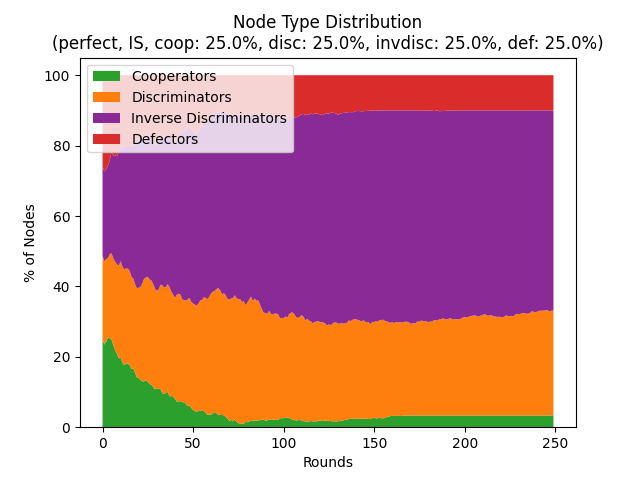 Node Type Distribution
(perfect, IS, coop: 25.0%, disc: 25.0%, invdisc: 25.0%, def: 25.0%)
Cooperators
Discriminators
Inverse Discriminators
Defectors
% of Nodes
100
80
60
40
20
0
0 50 100 150 200 250
Rounds